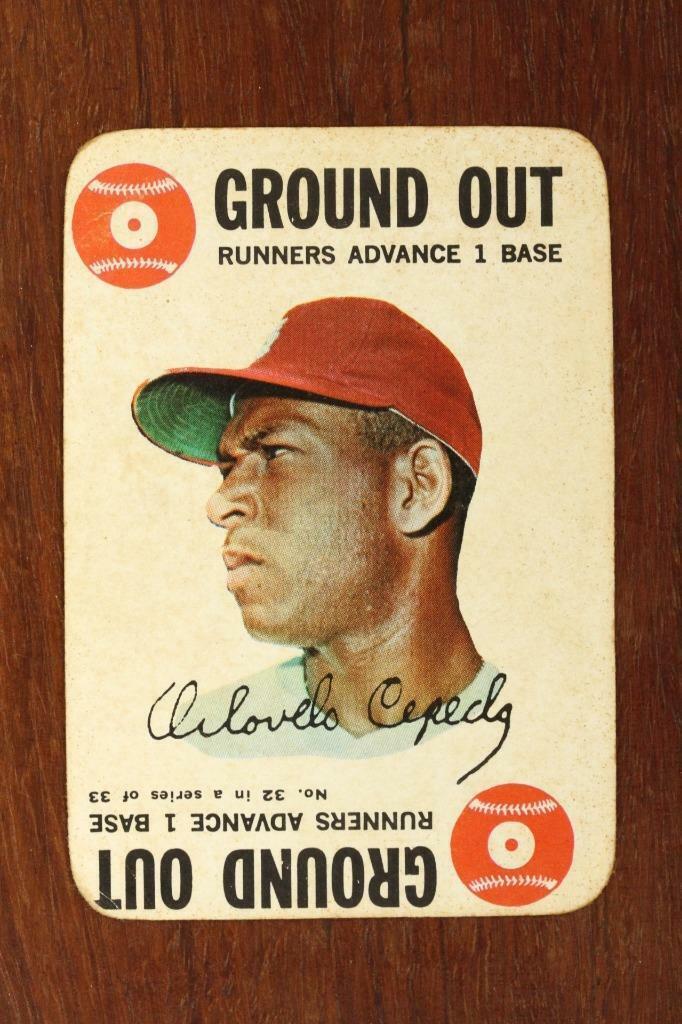 GROUND OUT
RUNNERS ADVANCE 1 BASE
Orlando Cepeda
No. 32 in a series of 33
RUNNERS ADVANCE 1 BASE
GROUND OUT